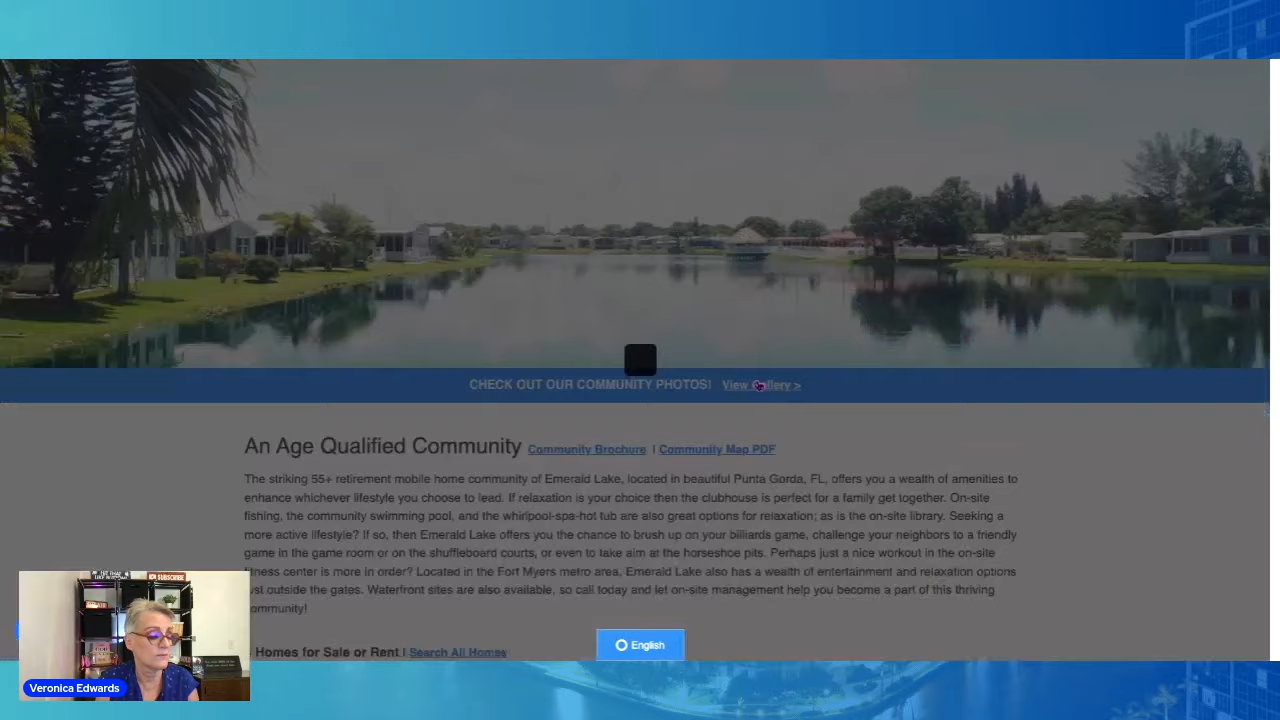 CHECK OUT OUR COMMUNITY PHOTOS! View Gallery >
An Age Qualified Community Community Brochure | Community Map PDF
The striking 55+ retirement mobile home community of Emerald Lake, located in beautiful Punta Gorda, FL, offers you a wealth of amenities to
enhance whichever lifestyle you choose to lead. If relaxation is your choice then the clubhouse is perfect for a family get together. On-site
fishing, the community swimming pool, and the whirlpool-spa-hot tub are also great options for relaxation; as is the on-site library. Seeking a
more active lifestyle? If so, then Emerald Lake offers you the chance to brush up on your billiards game, challenge your neighbors to a friendly
game in the game room or on the shuffleboard courts, or even to take aim at the horseshoe pits. Perhaps just a nice workout in the on-site
fitness center is more in order? Located in the Fort Myers metro area, Emerald Lake also has a wealth of entertainment and relaxation options
just outside the gates. Waterfront sites are also available, so call today and let on-site management help you become a part of this thriving
community!
Homes for Sale or Rent | Search All Homes
English
SUBSCRIBE
Veronica Edwards